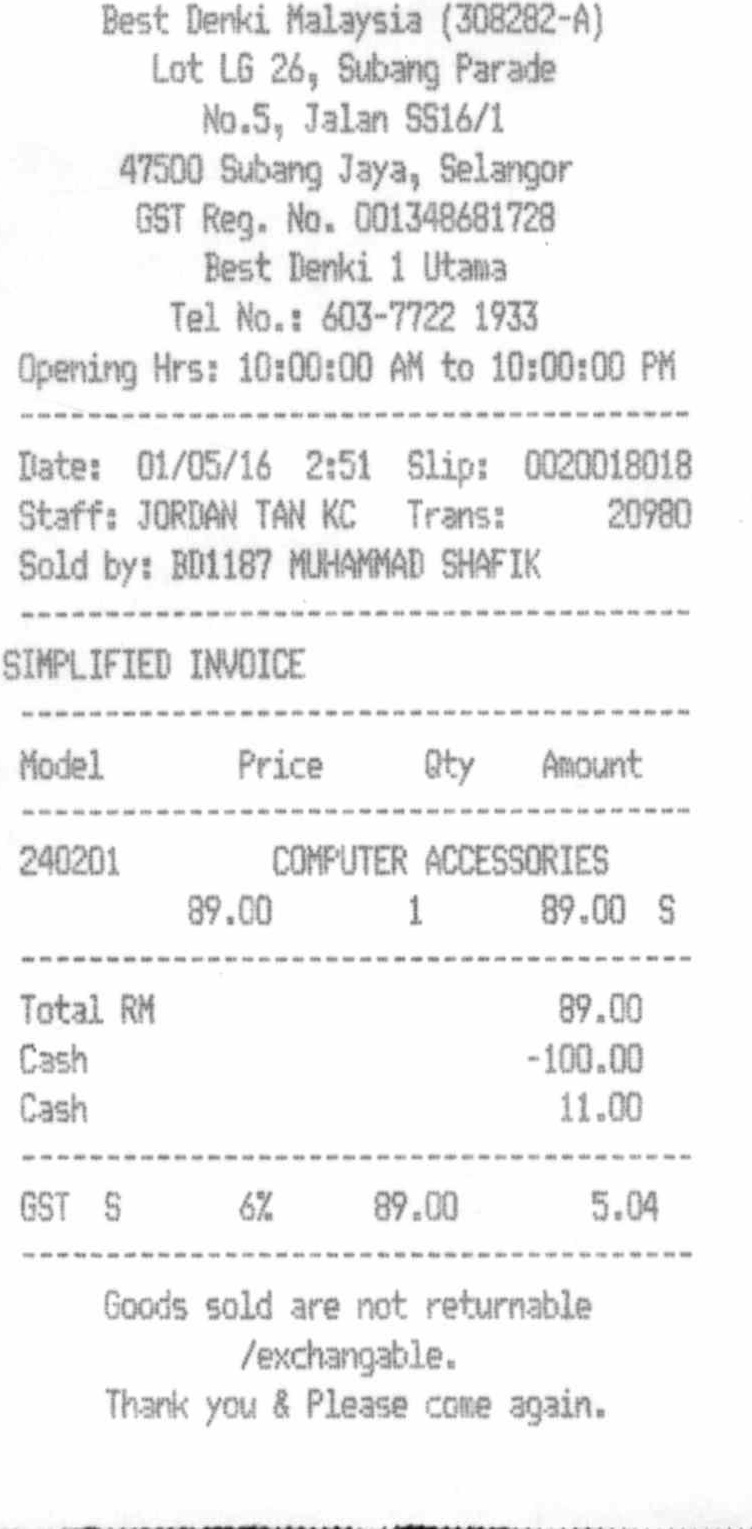 Best Denki Malaysia (308282-A)
Lot LG 26, Subang Parade
No.5, Jalan SS16/1
47500 Subang Jaya, Selangor
GST Reg. No. 001348681728
Best Denki 1 Utama
Tel No.: 603-7722 1933
Opening Hrs: 10:00:00 AM to 10:00:00 PM
----------------------------------------
Date: 01/05/16 2:51 Slip: 0020018018
Staff: JORDAN TAN KC Trans: 20980
Sold by: BD1187 MUHAMMAD SHAFIK
----------------------------------------
SIMPLIFIED INVOICE
----------------------------------------
Model Price Qty Amount
----------------------------------------
240201 COMPUTER ACCESSORIES
89.00 1 89.00 S
----------------------------------------
Total RM 89.00
Cash -100.00
Cash 11.00
----------------------------------------
GST S 6% 89.00 5.04
----------------------------------------
Goods sold are not returnable
/exchangable.
Thank you & Please come again.